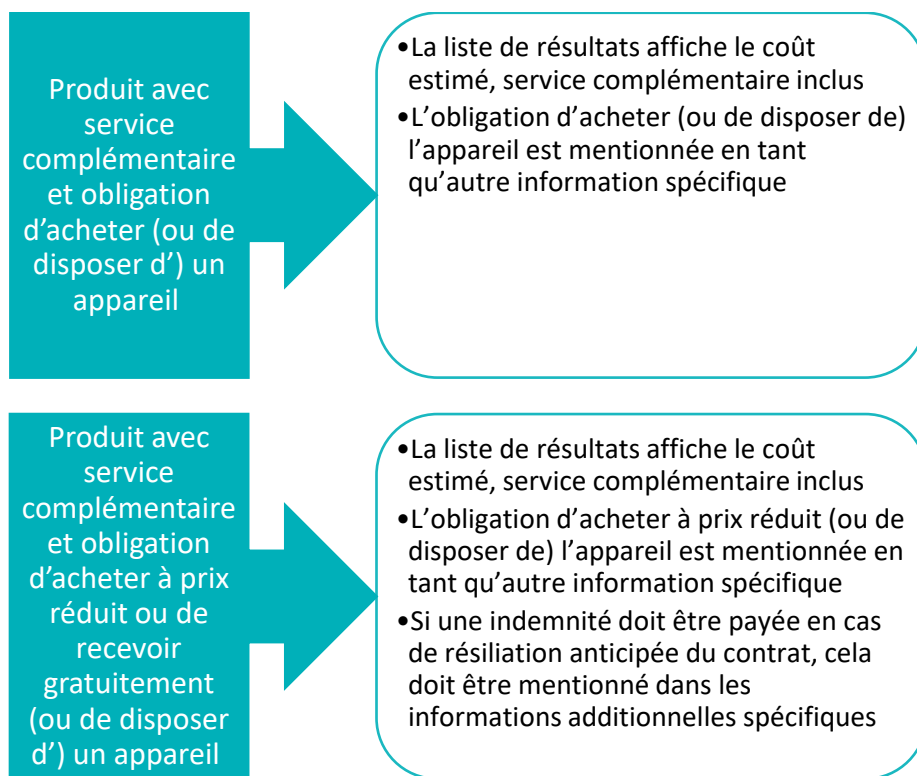 Produit avec
service
complémentaire
et obligation
d’acheter (ou de
disposer d’) un
appareil
•La liste de résultats affiche le coût
estimé, service complémentaire inclus
•L’obligation d’acheter (ou de disposer de)
l’appareil est mentionnée en tant
qu’autre information spécifique
Produit avec
service
complémentaire
et obligation
d’acheter à prix
réduit ou de
recevoir
gratuitement
(ou de disposer
d’) un appareil
•La liste de résultats affiche le coût
estimé, service complémentaire inclus
•L’obligation d’acheter à prix réduit (ou de
disposer de) l’appareil est mentionnée en
tant qu’autre information spécifique
•Si une indemnité doit être payée en cas
de résiliation anticipée du contrat, cela
doit être mentionné dans les
informations additionnelles spécifiques